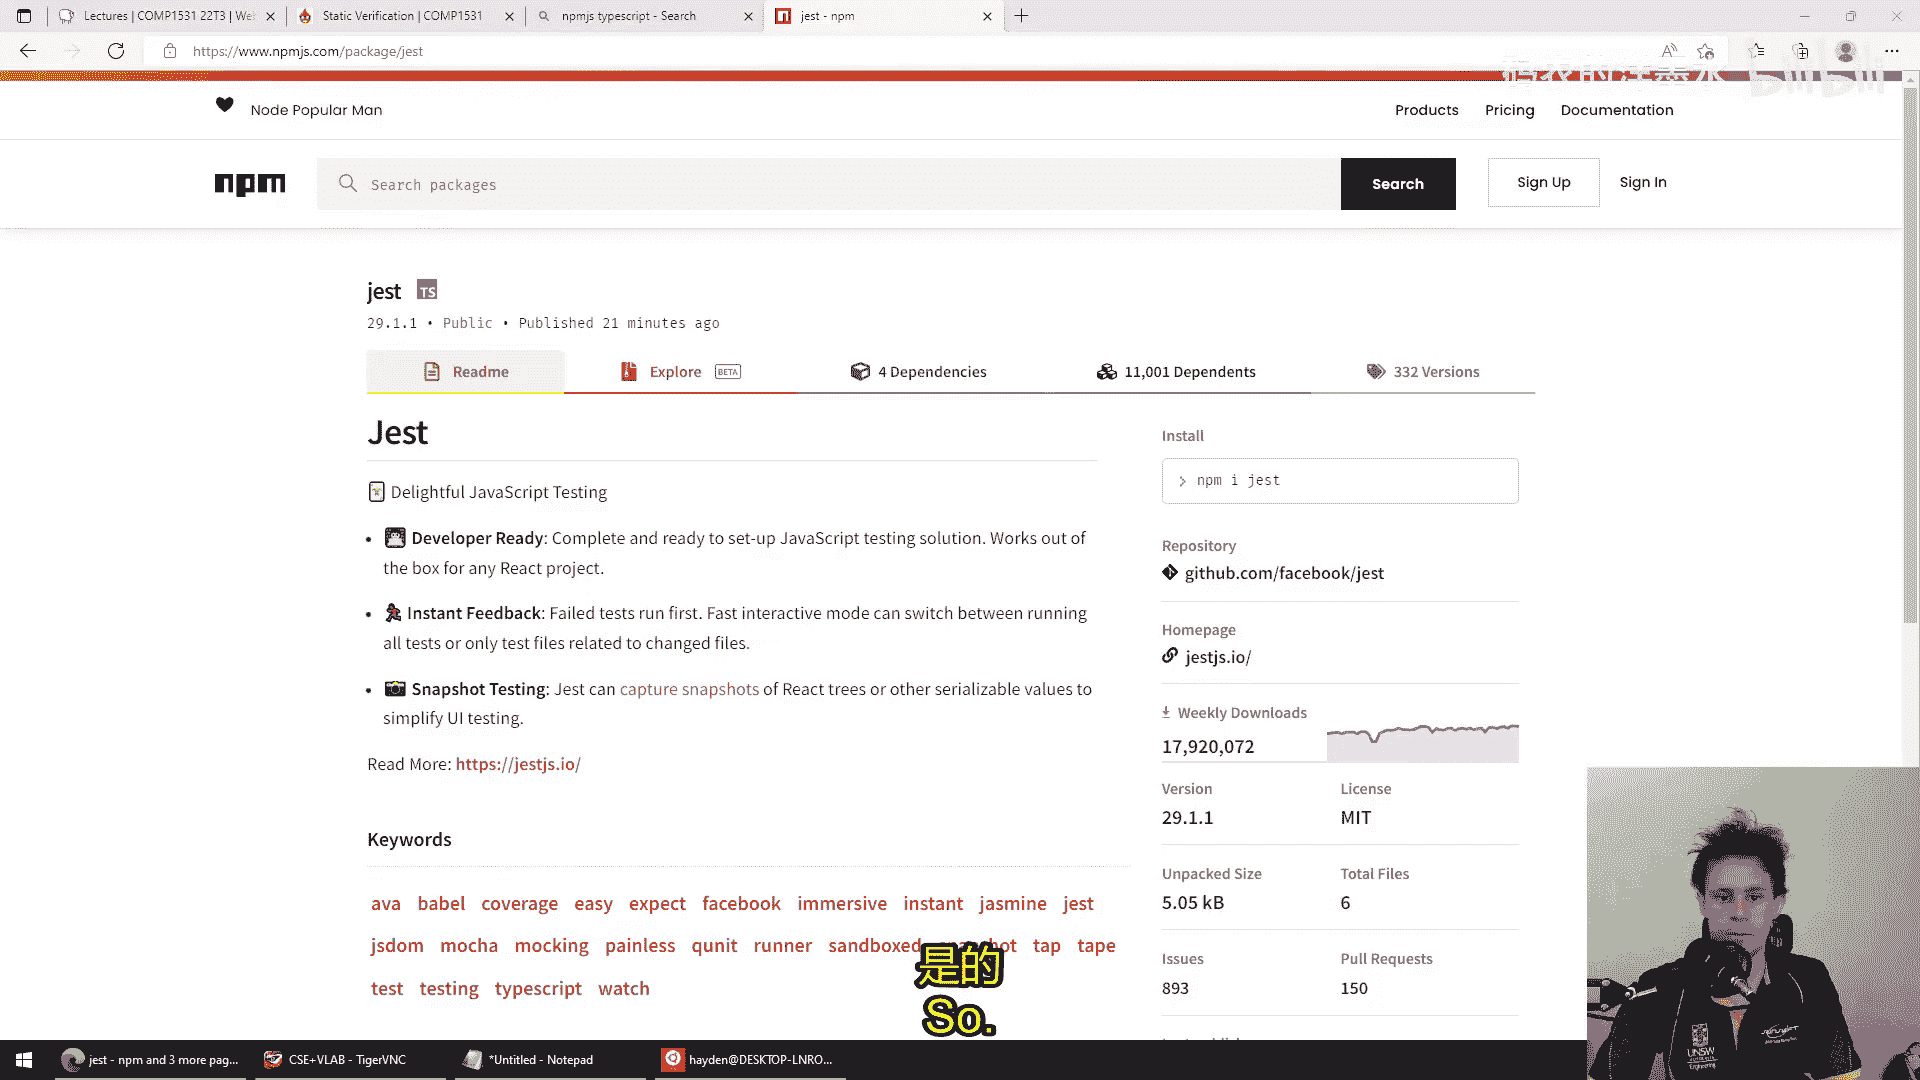 Lectures | COMP1531 22T3 | We
Static Verification | COMP1531
npmjs typescript - Search
jest - npm
https://www.npmjs.com/package/jest
Node Popular Man
Products
Pricing
Documentation
npm
Search packages
Search
Sign Up
Sign In
jest TS
29.1.1 • Public • Published 21 minutes ago
Readme
Explore BETA
4 Dependencies
11,001 Dependents
332 Versions
Jest
Delightful JavaScript Testing
• Developer Ready: Complete and ready to set-up JavaScript testing solution. Works out of
the box for any React project.
• Instant Feedback: Failed tests run first. Fast interactive mode can switch between running
all tests or only test files related to changed files.
• Snapshot Testing: Jest can capture snapshots of React trees or other serializable values to
simplify UI testing.
Read More: https://jestjs.io/
Keywords
ava babel coverage easy expect facebook immersive instant jasmine jest
jsdom mocha mocking painless qunit runner sandboxed snapshot tap tape
test testing typescript watch
Install
> npm i jest
Repository
github.com/facebook/jest
Homepage
jestjs.io/
Weekly Downloads
17,920,072
Version
License
29.1.1
MIT
Unpacked Size
Total Files
5.05 kB
6
Issues
Pull Requests
893
150
是的
So.
UNSW
Engineering
jest - npm and 3 more pag...
CSE+VLAB - TigerVNC
*Untitled - Notepad
hayden@DESKTOP-LNRO...